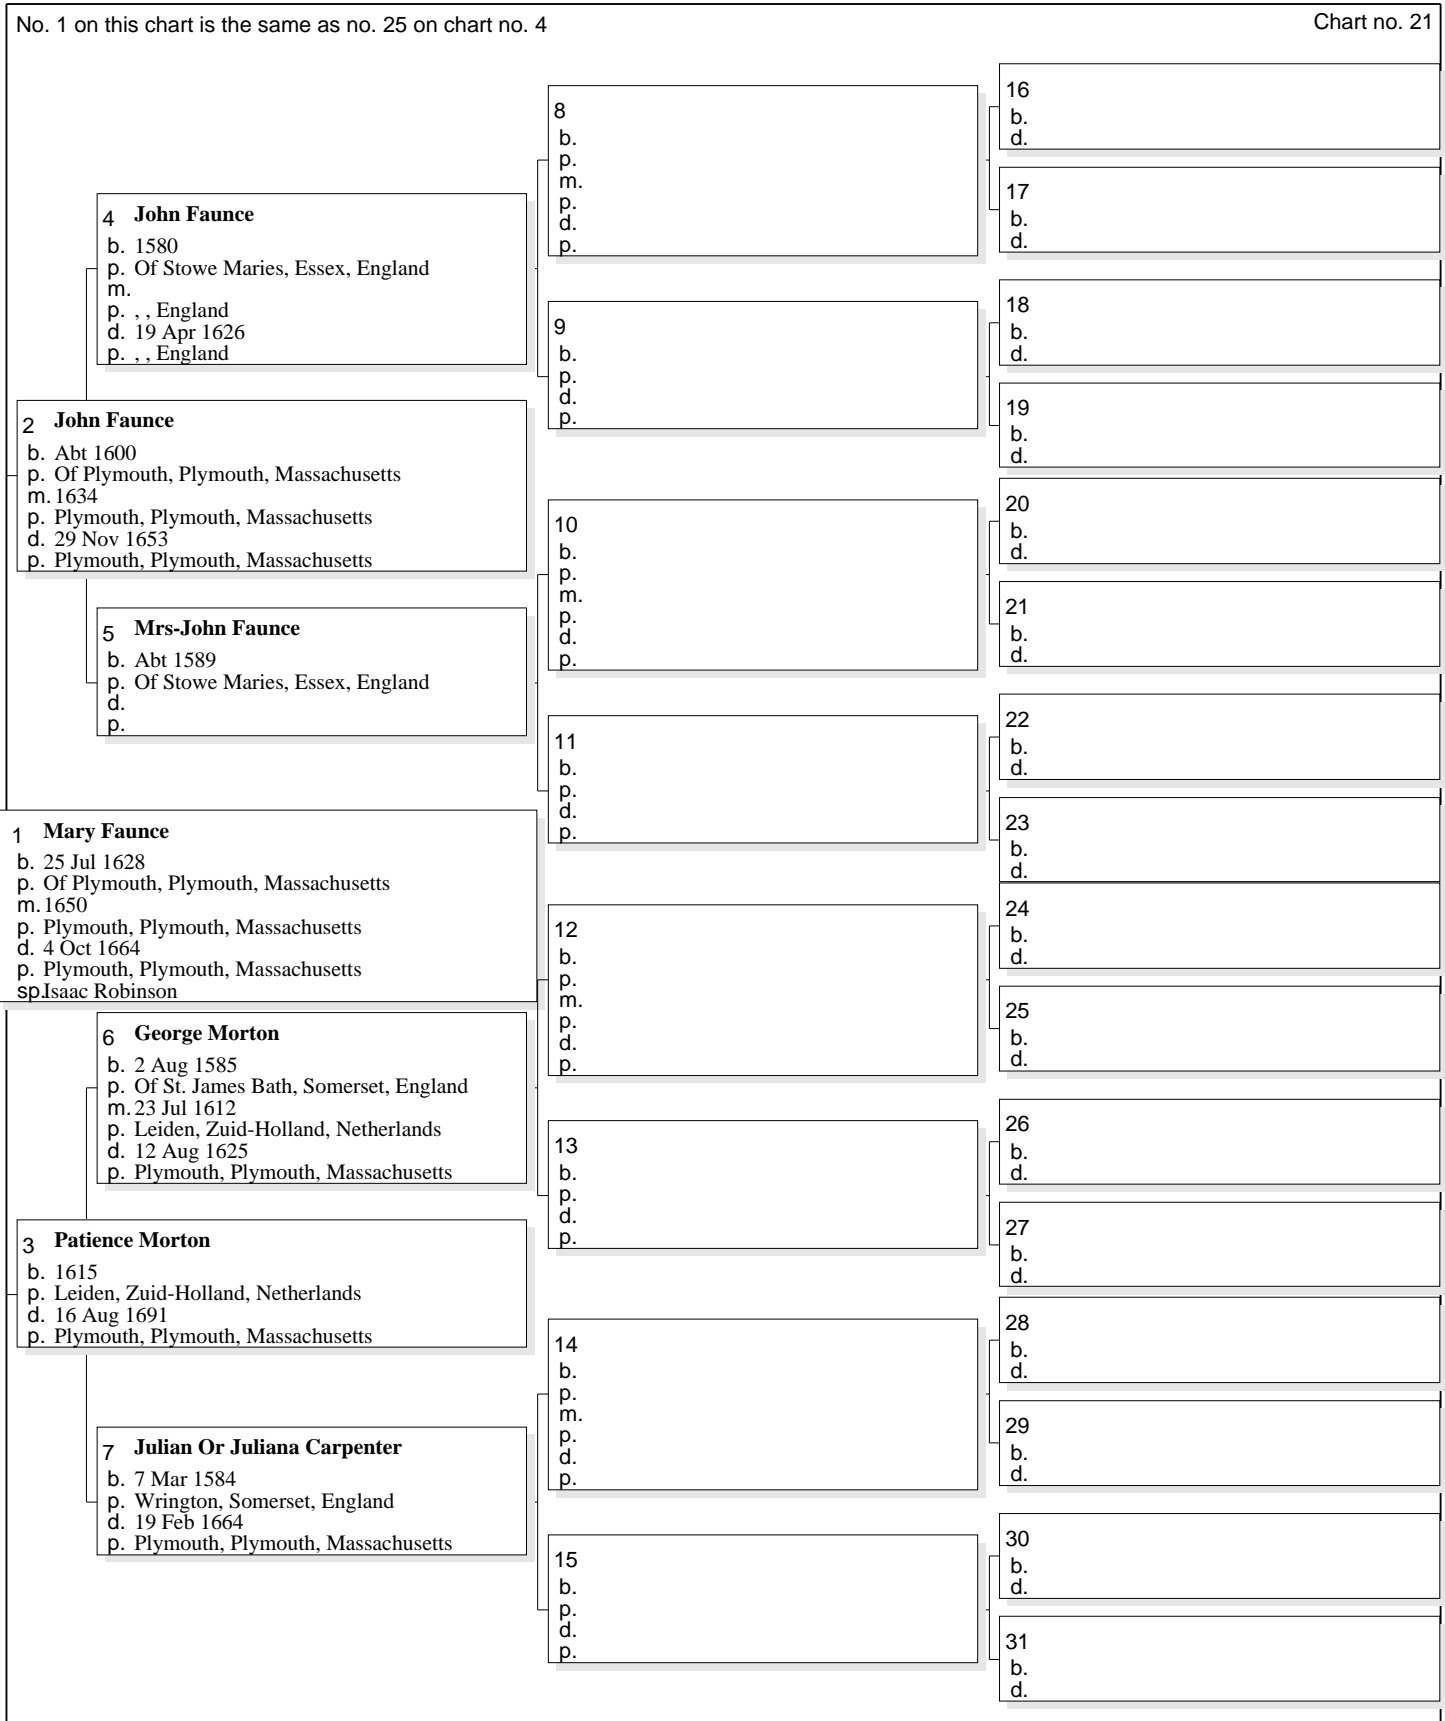 No. 1 on this chart is the same as no. 25 on chart no. 4
Chart no. 21
16
b.
d.
8
b.
p.
m.
p.
d.
p.
17
b.
d.
4 John Faunce
b. 1580
p. Of Stowe Maries, Essex, England
m.
p. , , England
d. 19 Apr 1626
p. , , England
18
b.
d.
9
b.
p.
d.
p.
19
b.
d.
2 John Faunce
b. Abt 1600
p. Of Plymouth, Plymouth, Massachusetts
m. 1634
p. Plymouth, Plymouth, Massachusetts
d. 29 Nov 1653
p. Plymouth, Plymouth, Massachusetts
20
b.
d.
10
b.
p.
m.
p.
d.
p.
21
b.
d.
5 Mrs-John Faunce
b. Abt 1589
p. Of Stowe Maries, Essex, England
d.
p.
22
b.
d.
11
b.
p.
d.
p.
23
b.
d.
1 Mary Faunce
b. 25 Jul 1628
p. Of Plymouth, Plymouth, Massachusetts
m. 1650
p. Plymouth, Plymouth, Massachusetts
d. 4 Oct 1664
p. Plymouth, Plymouth, Massachusetts
sp. Isaac Robinson
24
b.
d.
12
b.
p.
m.
p.
d.
p.
25
b.
d.
6 George Morton
b. 2 Aug 1585
p. Of St. James Bath, Somerset, England
m. 23 Jul 1612
p. Leiden, Zuid-Holland, Netherlands
d. 12 Aug 1625
p. Plymouth, Plymouth, Massachusetts
26
b.
d.
13
b.
p.
d.
p.
27
b.
d.
3 Patience Morton
b. 1615
p. Leiden, Zuid-Holland, Netherlands
d. 16 Aug 1691
p. Plymouth, Plymouth, Massachusetts
28
b.
d.
14
b.
p.
m.
p.
d.
p.
29
b.
d.
7 Julian Or Juliana Carpenter
b. 7 Mar 1584
p. Wrington, Somerset, England
d. 19 Feb 1664
p. Plymouth, Plymouth, Massachusetts
30
b.
d.
15
b.
p.
d.
p.
31
b.
d.